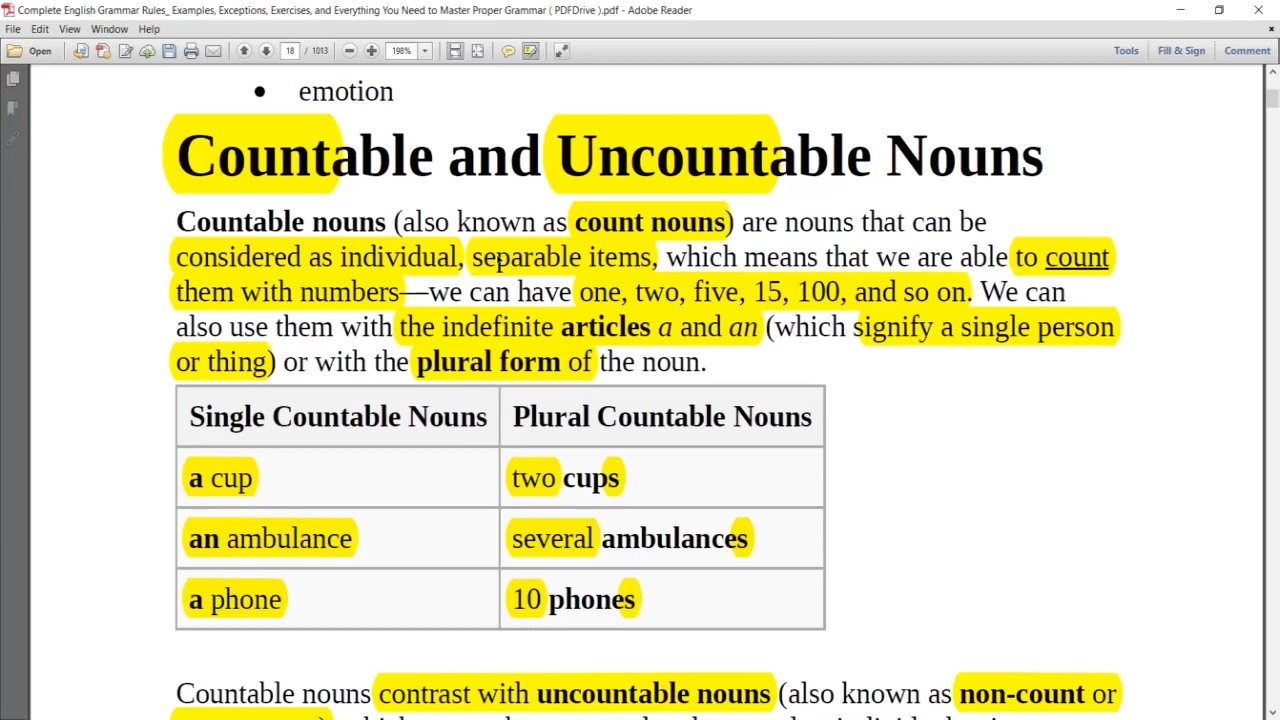 Complete English Grammar Rules_ Examples, Exceptions, Exercises, and Everything You Need to Master Proper Grammar ( PDFDrive ).pdf - Adobe Reader
File Edit View Window Help
Open 18 / 1013 198% Tools Fill & Sign Comment
• emotion
Countable and Uncountable Nouns
Countable nouns (also known as count nouns) are nouns that can be
considered as individual, separable items, which means that we are able to count
them with numbers—we can have one, two, five, 15, 100, and so on. We can
also use them with the indefinite articles a and an (which signify a single person
or thing) or with the plural form of the noun.
Single Countable Nouns Plural Countable Nouns
a cup two cups
an ambulance several ambulances
a phone 10 phones
Countable nouns contrast with uncountable nouns (also known as non-count or